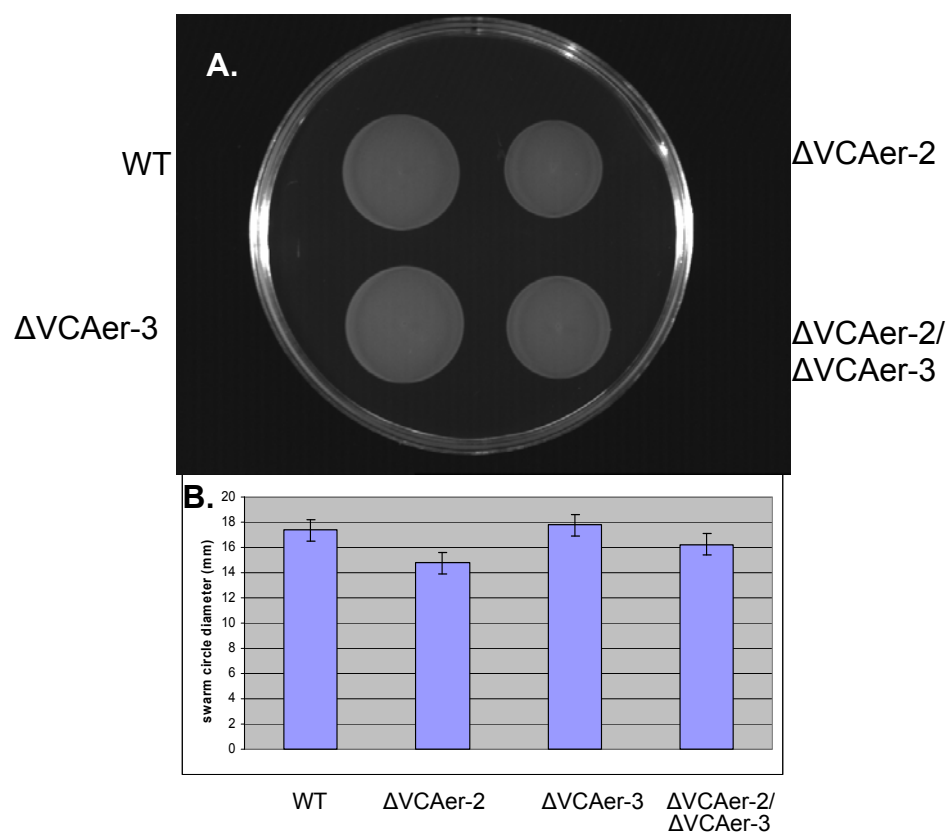 A.
WT
ΔVCAer-2
ΔVCAer-3
ΔVCAer-2/
ΔVCAer-3
B.
swarm circle diameter (mm)
20
18
16
14
12
10
8
6
4
2
0
WT
ΔVCAer-2
ΔVCAer-3
ΔVCAer-2/
ΔVCAer-3